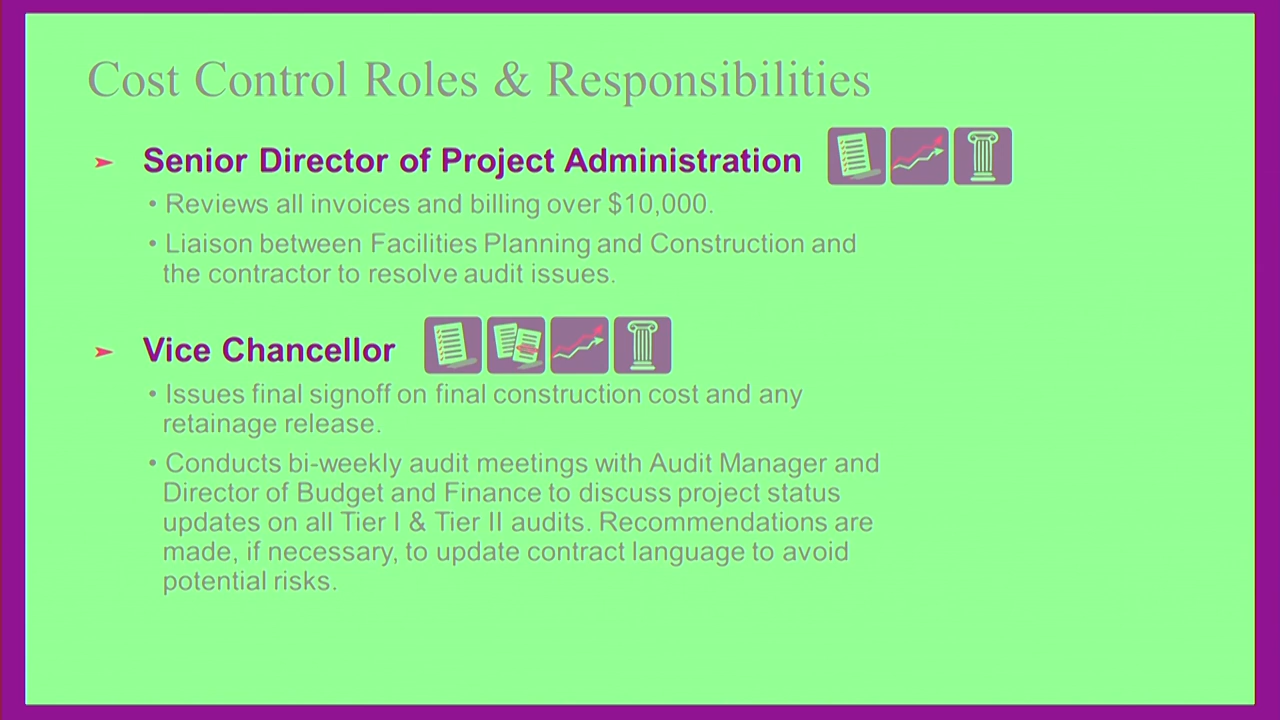 Cost Control Roles & Responsibilities
➢ Senior Director of Project Administration
• Reviews all invoices and billing over $10,000.
• Liaison between Facilities Planning and Construction and
the contractor to resolve audit issues.
➢ Vice Chancellor
• Issues final signoff on final construction cost and any
retainage release.
• Conducts bi-weekly audit meetings with Audit Manager and
Director of Budget and Finance to discuss project status
updates on all Tier I & Tier II audits. Recommendations are
made, if necessary, to update contract language to avoid
potential risks.